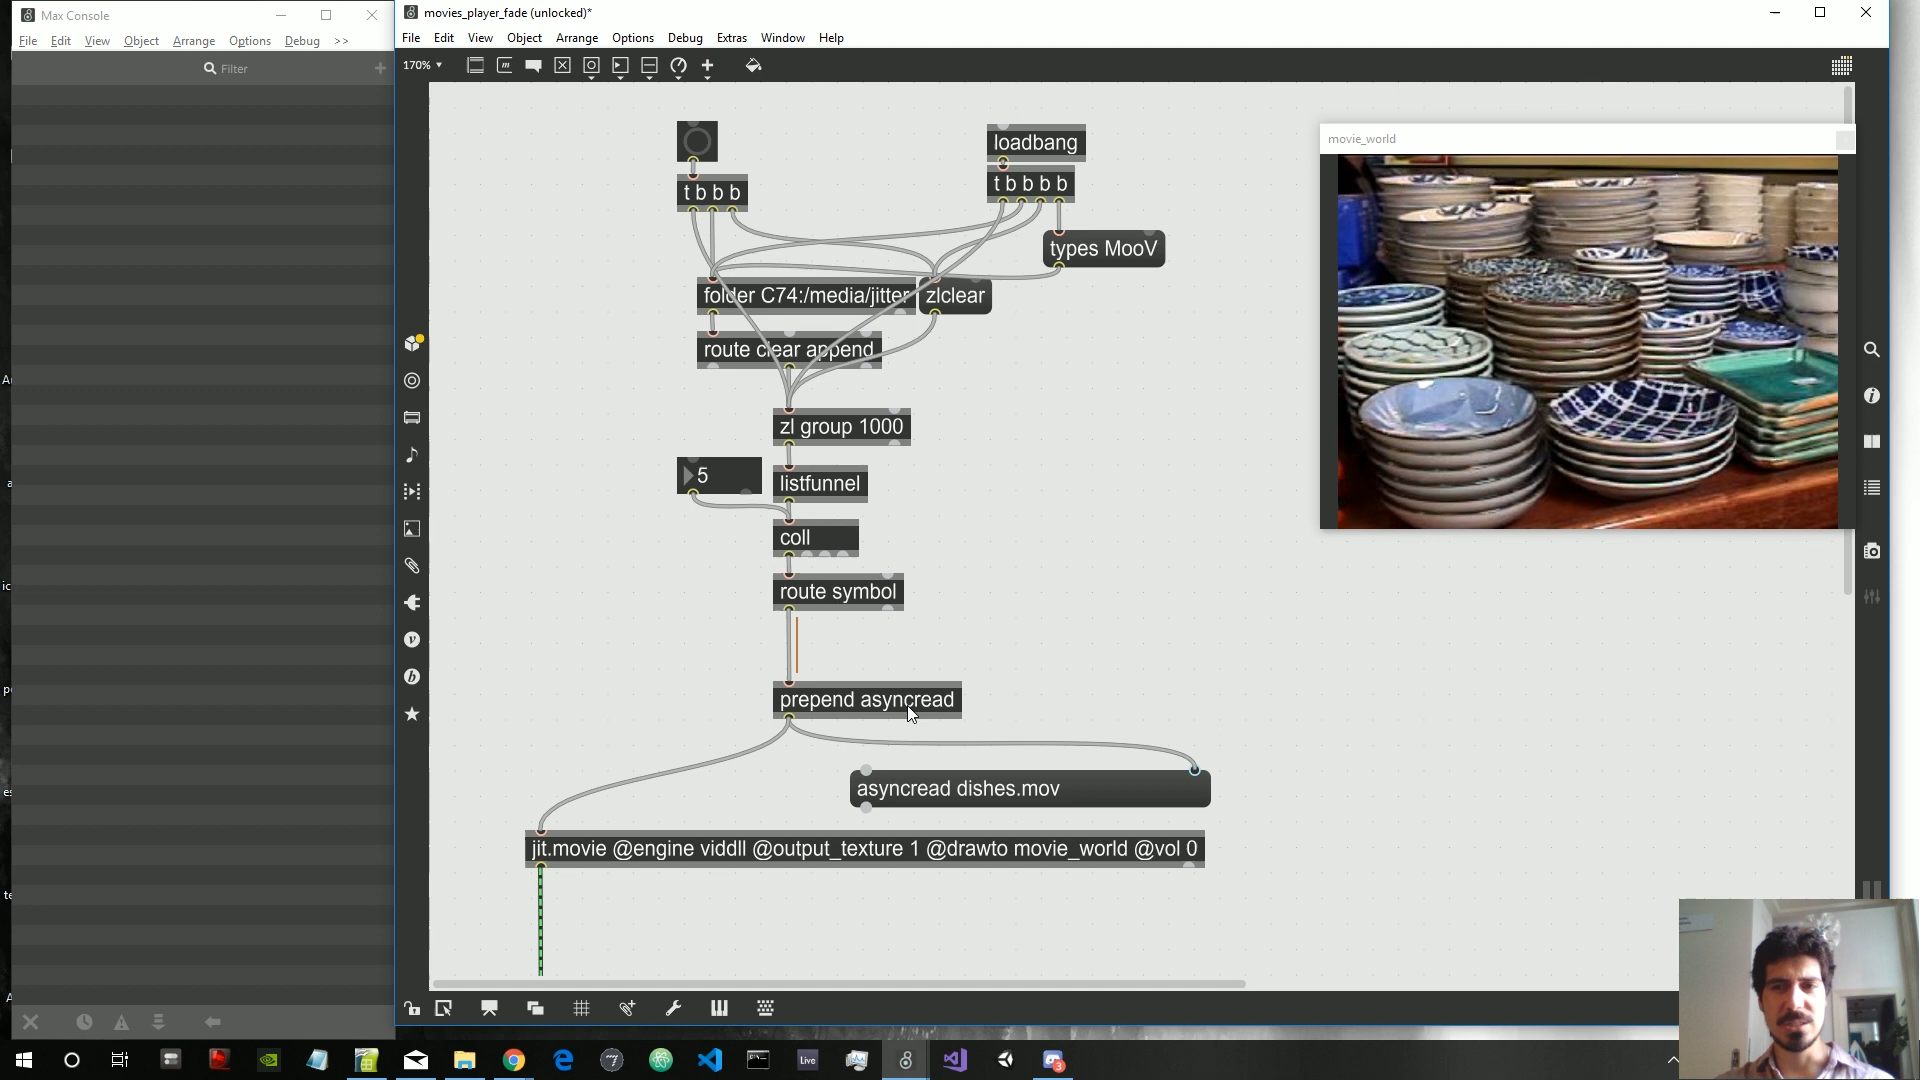 Max Console
File Edit View Object Arrange Options Debug >>
Filter
movies_player_fade (unlocked)*
File Edit View Object Arrange Options Debug Extras Window Help
170%
loadbang
t b b b
t b b b b
types MooV
folder C74:/media/jitter
zlclear
route clear append
zl group 1000
5
listfunnel
coll
route symbol
prepend asyncread
asyncread dishes.mov
jit.movie @engine viddll @output_texture 1 @drawto movie_world @vol 0
movie_world
Live
3